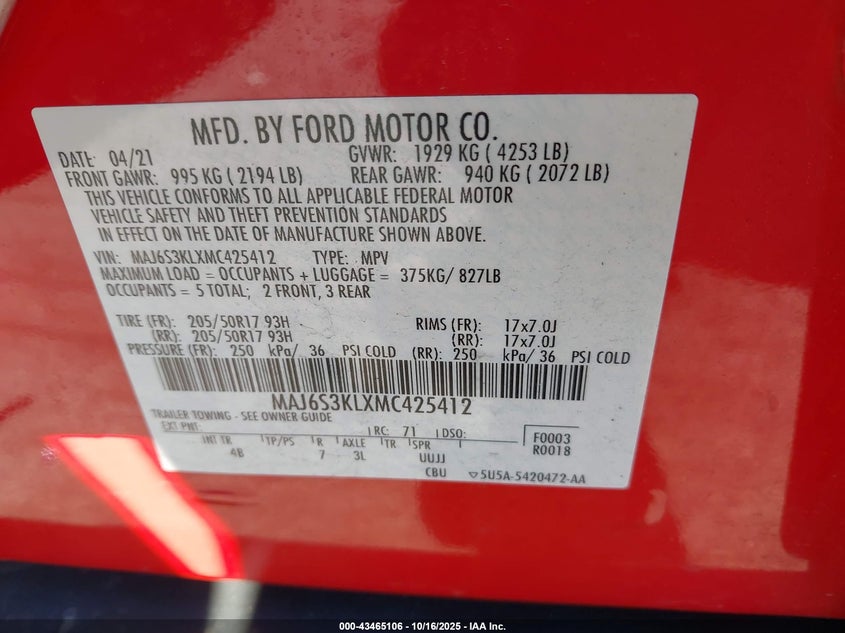 MFD. BY FORD MOTOR CO.
DATE: 04/21 GVWR: 1929 KG ( 4253 LB)
FRONT GAWR: 995 KG ( 2194 LB) REAR GAWR: 940 KG ( 2072 LB)
THIS VEHICLE CONFORMS TO ALL APPLICABLE FEDERAL MOTOR
VEHICLE SAFETY AND THEFT PREVENTION STANDARDS
IN EFFECT ON THE DATE OF MANUFACTURE SHOWN ABOVE.
VIN: MAJ6S3KLXMC425412 TYPE: MPV
MAXIMUM LOAD = OCCUPANTS + LUGGAGE = 375KG/ 827LB
OCCUPANTS = 5 TOTAL; 2 FRONT, 3 REAR
TIRE (FR): 205/50R17 93H RIMS (FR): 17x7.0J
(RR): 205/50R17 93H (RR): 17x7.0J
PRESSURE (FR): 250 kPa/ 36 PSI COLD (RR): 250 kPa/ 36 PSI COLD
MAJ6S3KLXMC425412
TRAILER TOWING - SEE OWNER GUIDE
EXT PNT: RC: 71 DSO: F0003
INT TR TP/PS R AXLE TR SPR R0018
4B 7 3L UUJJ
CBU 5U5A-5420472-AA
000-43465106 - 10/16/2025 - IAA Inc.